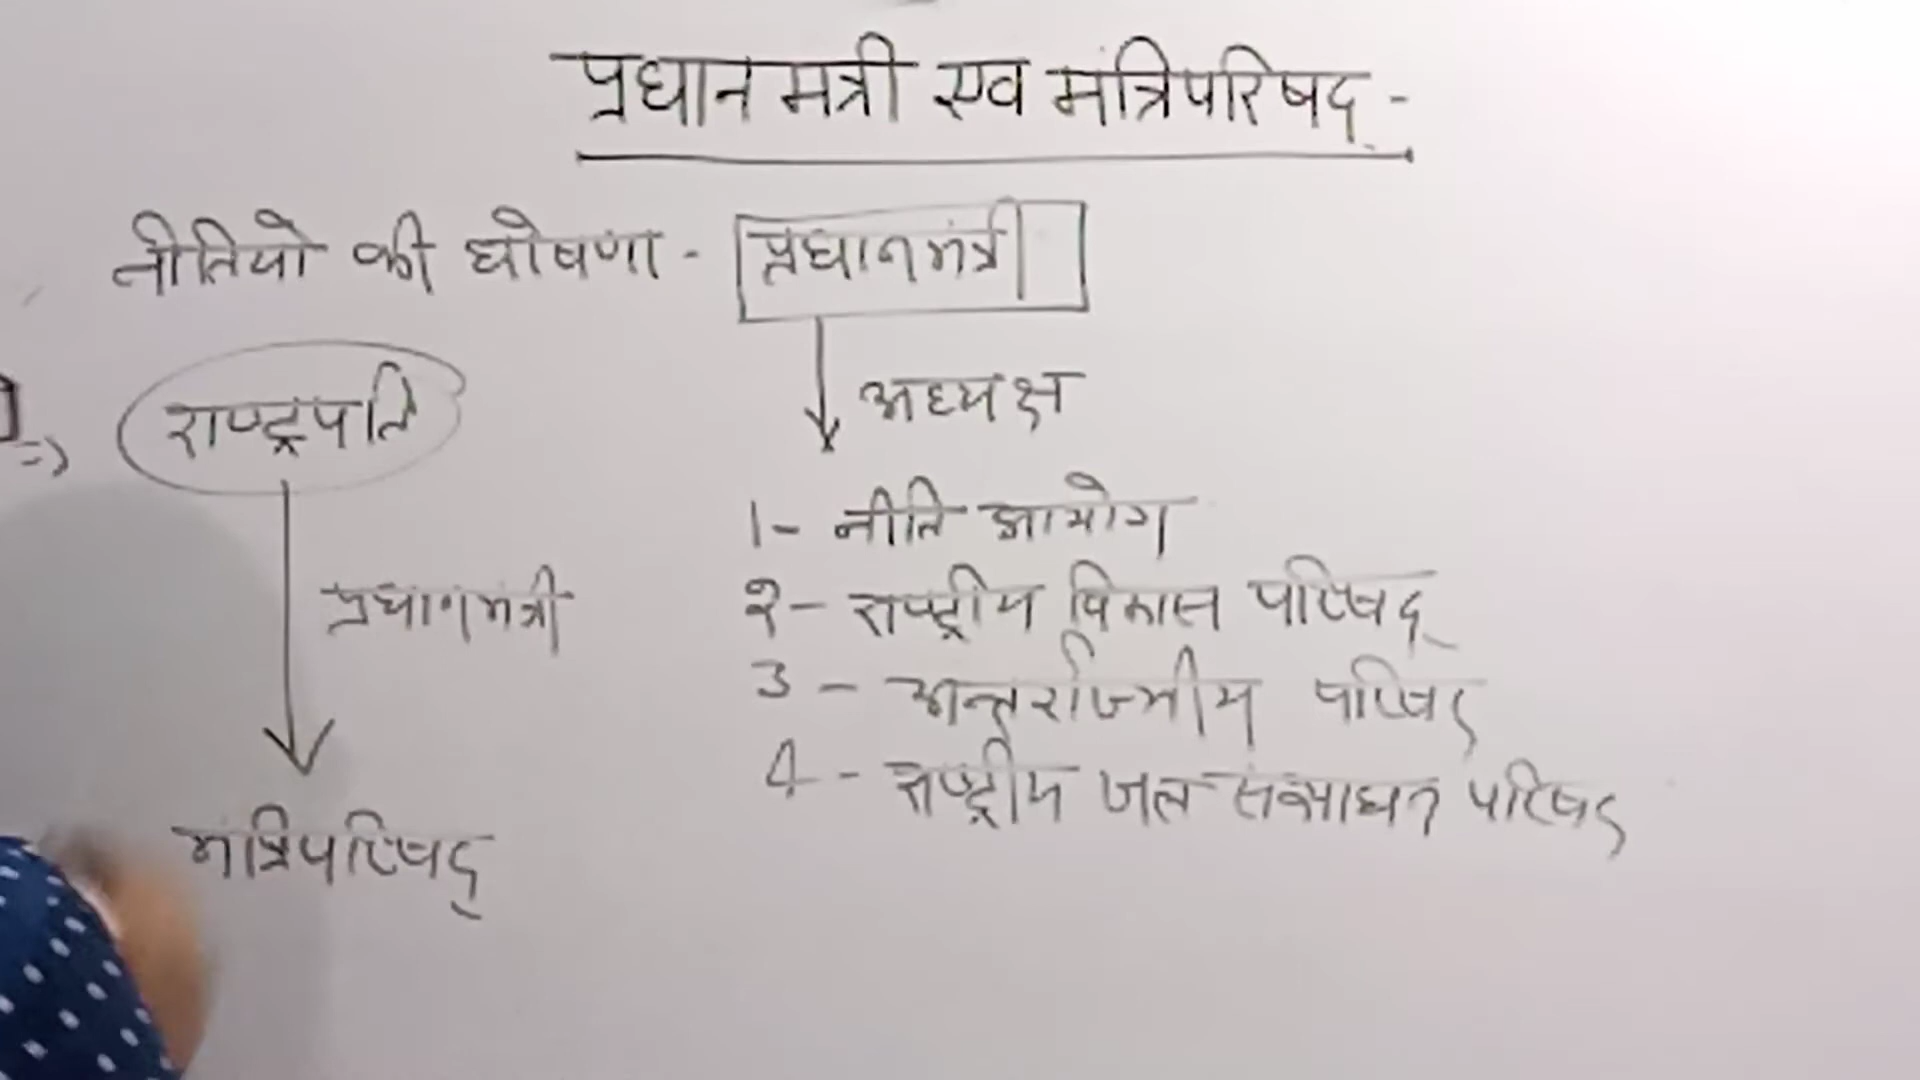 प्रधानमत्री एव मंत्रिपरिषद् -
नीतियो की घोषणा - प्रधानमंत्री
राष्ट्रपति
अध्यक्ष
1- नीति आयोग
प्रधानमंत्री
2- राष्ट्रीय विकास परिषद्
3 - अन्तर्राज्यीय परिषद
4 - राष्ट्रीय जल संसाधन परिषद
मंत्रिपरिषद्